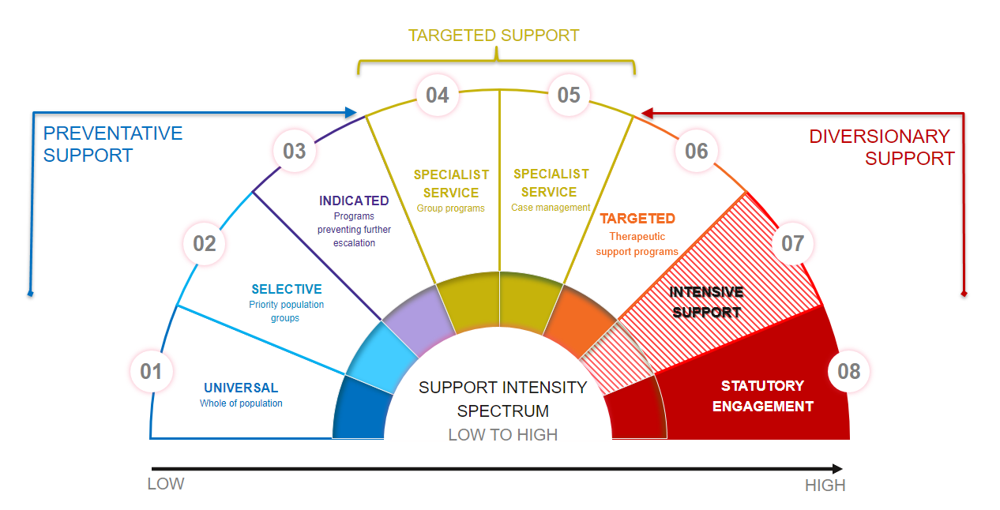 TARGETED SUPPORT
PREVENTATIVE
SUPPORT
DIVERSIONARY
SUPPORT
01
UNIVERSAL
Whole of population
02
SELECTIVE
Priority population
groups
03
INDICATED
Programs
preventing further
escalation
04
SPECIALIST
SERVICE
Group programs
05
SPECIALIST
SERVICE
Case management
06
TARGETED
Therapeutic
support programs
07
INTENSIVE
SUPPORT
08
STATUTORY
ENGAGEMENT
SUPPORT INTENSITY
SPECTRUM
LOW TO HIGH
LOW
HIGH